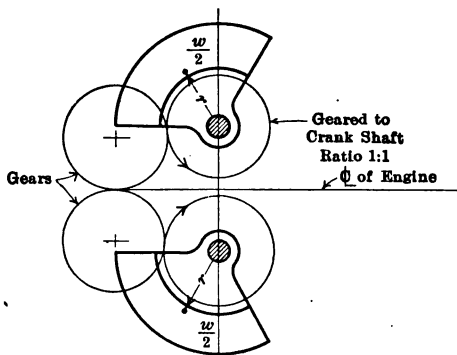 w/2
r
Geared to
Crank Shaft
Ratio 1:1
Gears
℄ of Engine
r
w/2